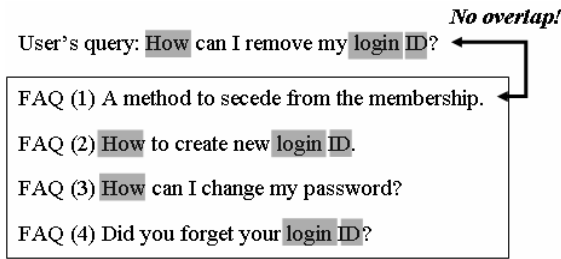 No overlap!
User's query: How can I remove my login ID?
FAQ (1) A method to secede from the membership.
FAQ (2) How to create new login ID.
FAQ (3) How can I change my password?
FAQ (4) Did you forget your login ID?